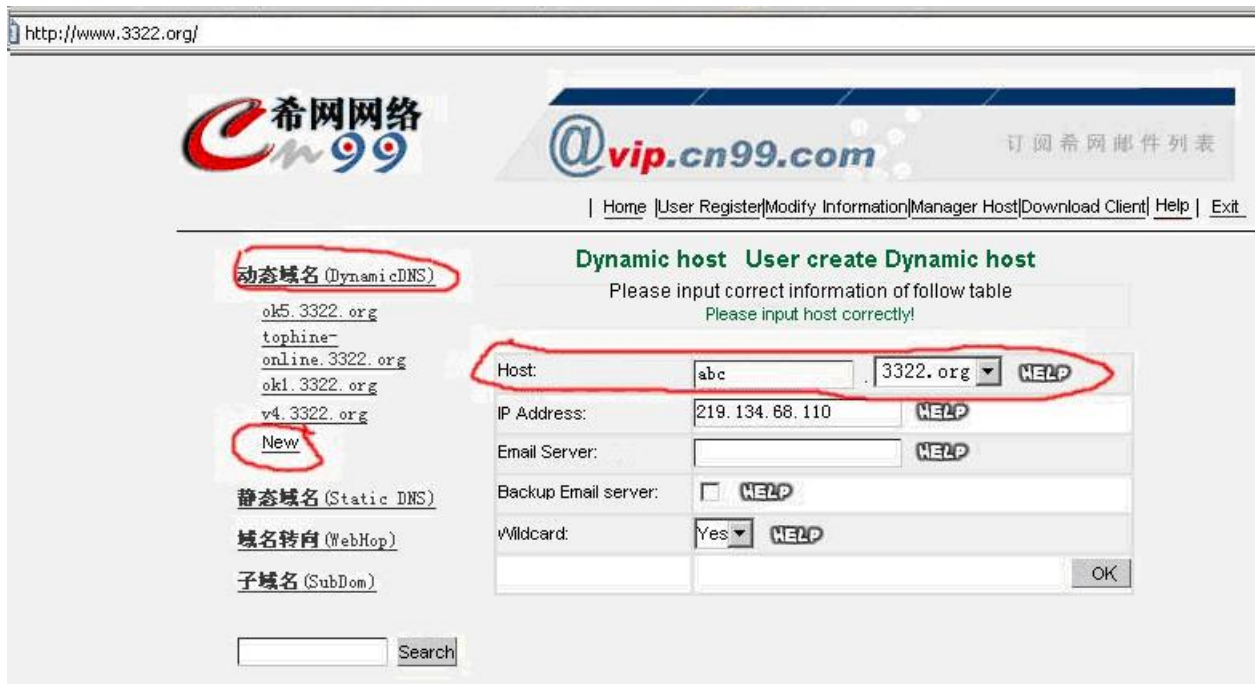 http://www.3322.org/
希网网络
cn99
@vip.cn99.com
订阅希网邮件列表
| Home |User Register|Modify Information|Manager Host|Download Client| Help | Exit
动态域名(DynamicDNS)
ok5.3322.org
tophine-
online.3322.org
ok1.3322.org
v4.3322.org
New
静态域名(Static DNS)
域名转向(WebHop)
子域名(SubDom)
Search
Dynamic host User create Dynamic host
Please input correct information of follow table
Please input host correctly!
Host: abc . 3322.org HELP
IP Address: 219.134.68.110 HELP
Email Server: HELP
Backup Email server: HELP
Wildcard: Yes HELP
OK